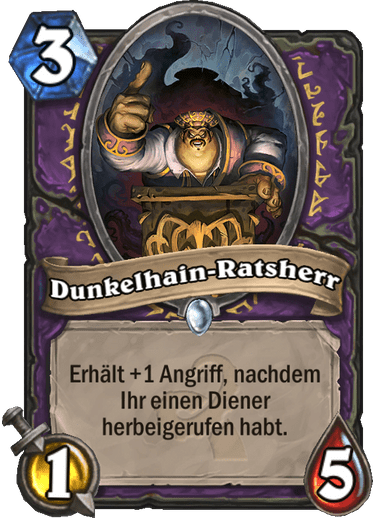 3
Dunkelhain-Ratsherr
Erhält +1 Angriff, nachdem
Ihr einen Diener
herbeigerufen habt.
1
5